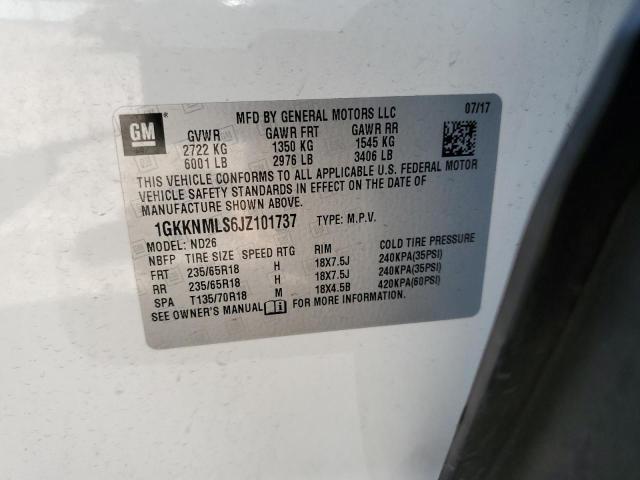 MFD BY GENERAL MOTORS LLC 07/17
GM
GVWR GAWR FRT GAWR RR
2722 KG 1350 KG 1545 KG
6001 LB 2976 LB 3406 LB
THIS VEHICLE CONFORMS TO ALL APPLICABLE U.S. FEDERAL MOTOR
VEHICLE SAFETY STANDARDS IN EFFECT ON THE DATE OF
MANUFACTURE SHOWN ABOVE.
1GKKNMLS6JZ101737 TYPE: M.P.V.
MODEL: ND26
NBFP TIRE SIZE SPEED RTG RIM COLD TIRE PRESSURE
FRT 235/65R18 H 18X7.5J 240KPA(35PSI)
RR 235/65R18 H 18X7.5J 240KPA(35PSI)
SPA T135/70R18 M 18X4.5B 420KPA(60PSI)
SEE OWNER'S MANUAL FOR MORE INFORMATION.